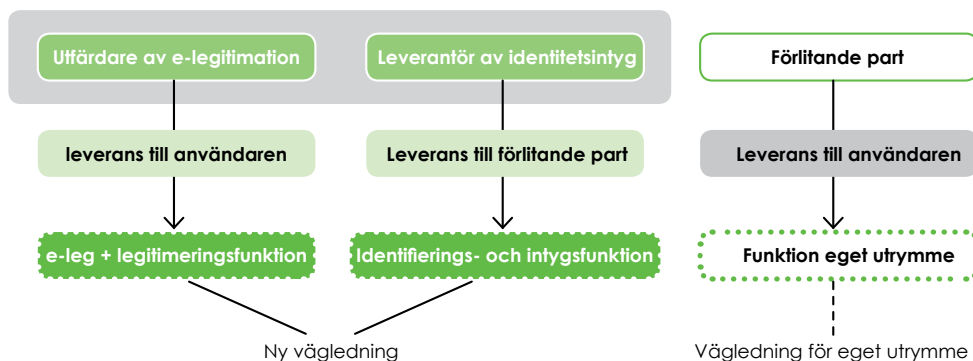 Utfärdare av e-legitimation
Leverantör av identitetsintyg
Förlitande part
leverans till användaren
Leverans till förlitande part
Leverans till användaren
e-leg + legitimeringsfunktion
Identifierings- och intygsfunktion
Funktion eget utrymme
Ny vägledning
Vägledning för eget utrymme